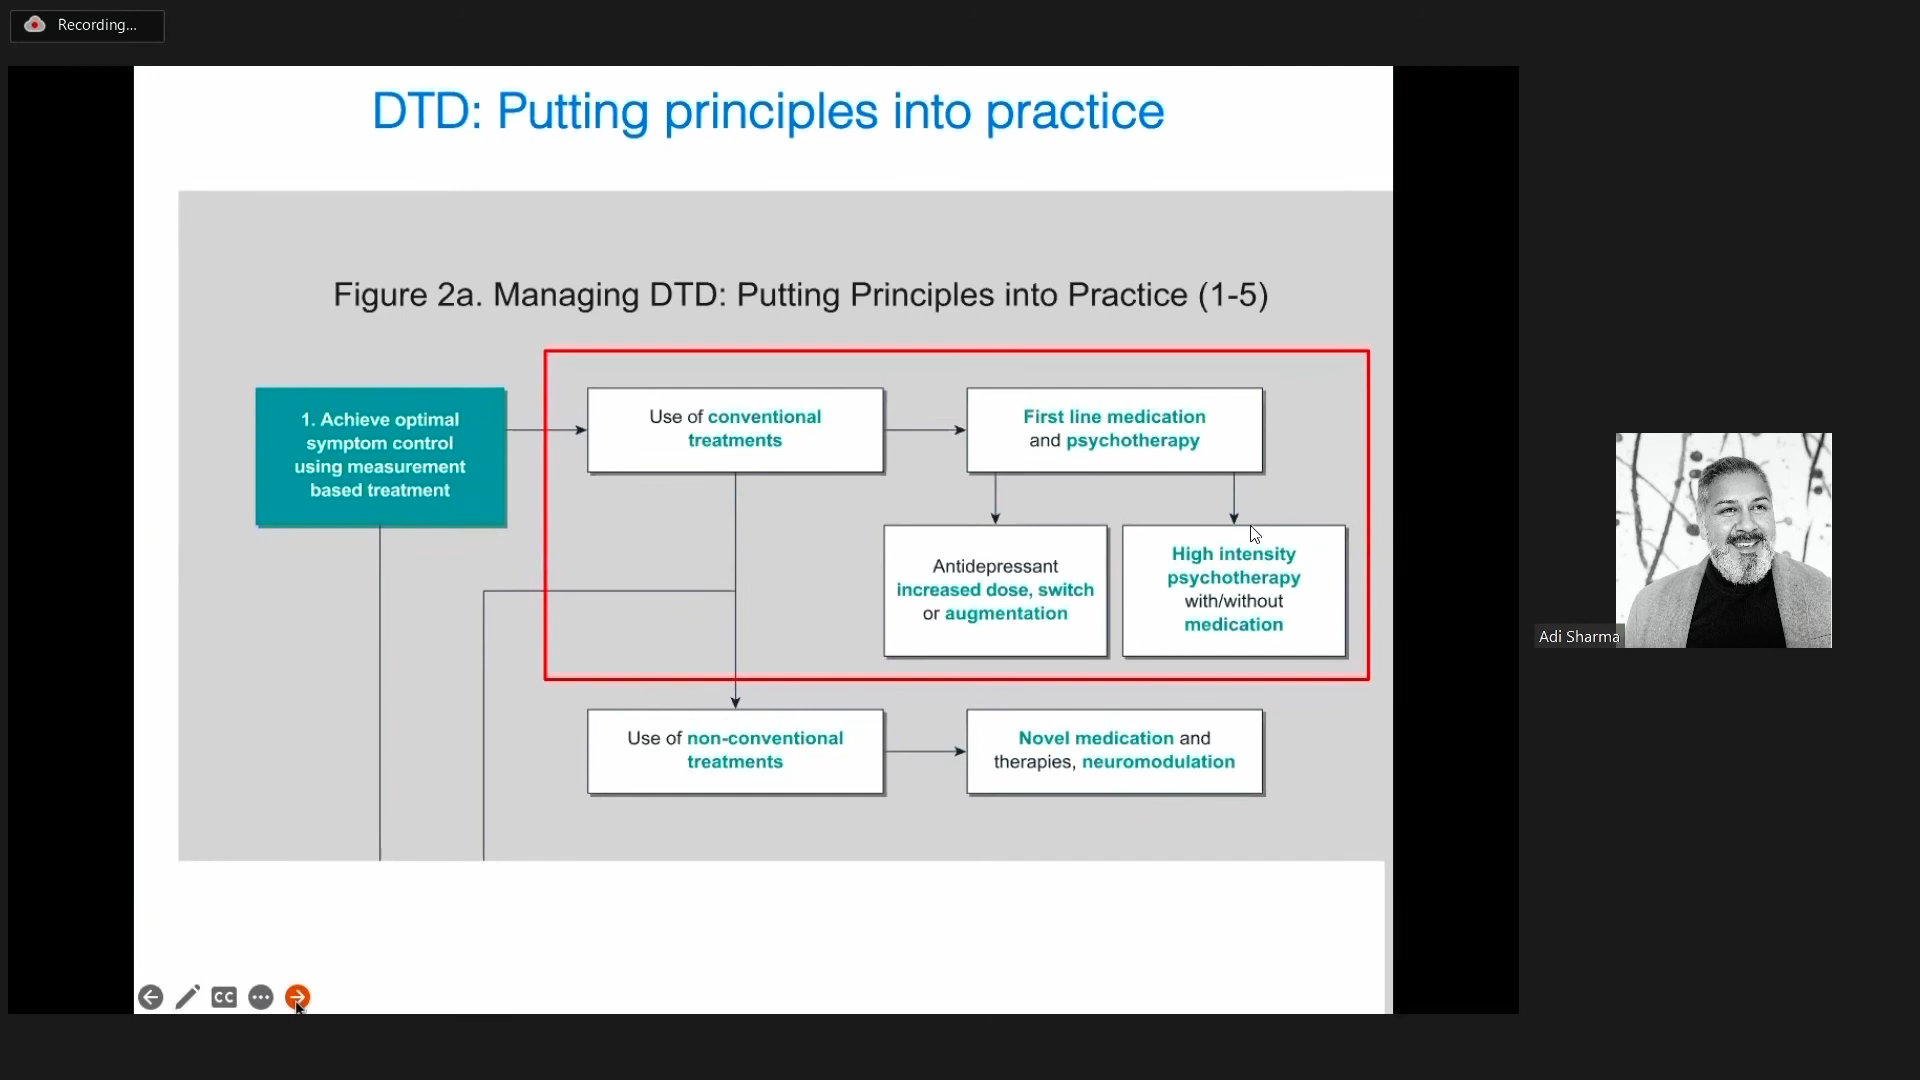 Recording...
DTD: Putting principles into practice
Figure 2a. Managing DTD: Putting Principles into Practice (1-5)
1. Achieve optimal
symptom control
using measurement
based treatment
Use of conventional
treatments
First line medication
and psychotherapy
Antidepressant
increased dose, switch
or augmentation
High intensity
psychotherapy
with/without
medication
Use of non-conventional
treatments
Novel medication and
therapies, neuromodulation
Adi Sharma
CC